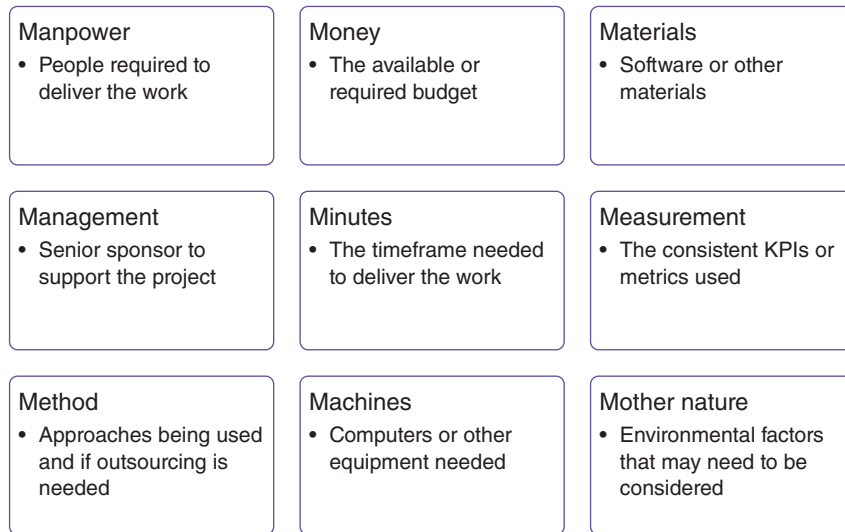 Manpower
• People required to
deliver the work
Money
• The available or
required budget
Materials
• Software or other
materials
Management
• Senior sponsor to
support the project
Minutes
• The timeframe needed
to deliver the work
Measurement
• The consistent KPIs or
metrics used
Method
• Approaches being used
and if outsourcing is
needed
Machines
• Computers or other
equipment needed
Mother nature
• Environmental factors
that may need to be
considered